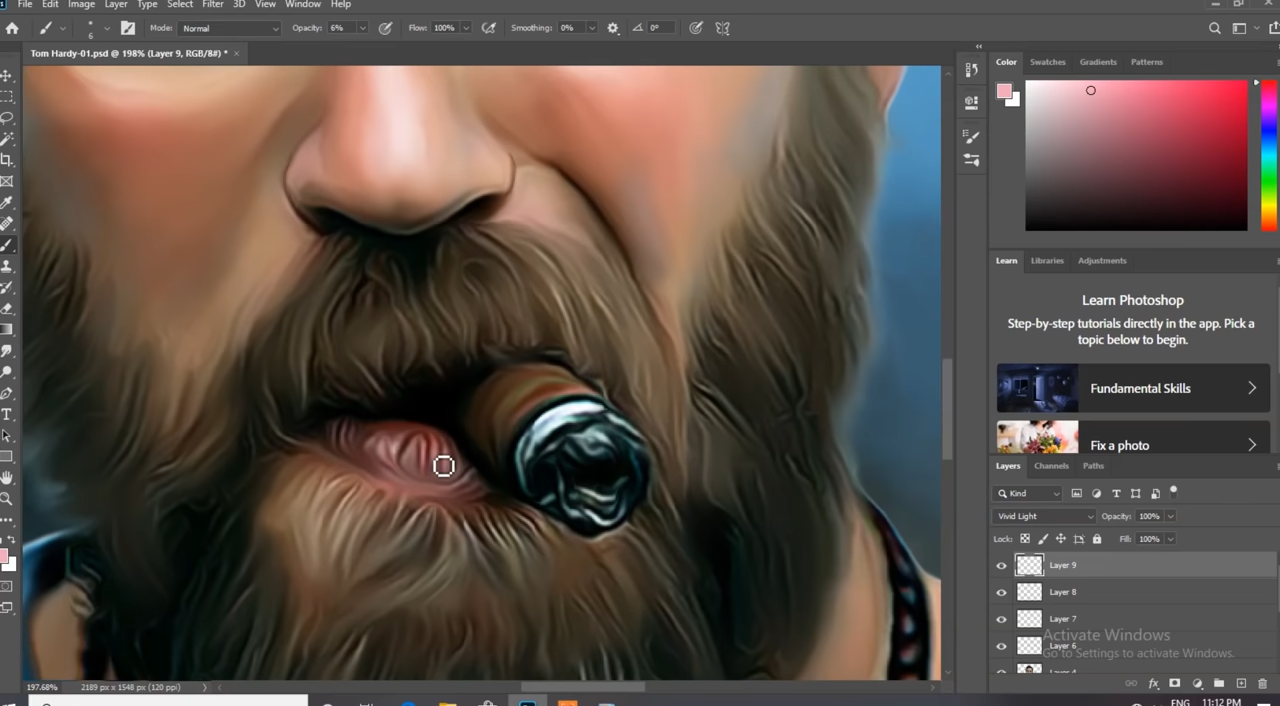 File Edit Image Layer Type Select Filter 3D View Window Help
6 Mode: Normal Opacity: 6% Flow: 100% Smoothing: 0% 0°
Tom Hardy-01.psd @ 198% (Layer 9, RGB/8#) * ×
Color Swatches Gradients Patterns
Learn Libraries Adjustments
Learn Photoshop
Step-by-step tutorials directly in the app. Pick a
topic below to begin.
Fundamental Skills
Fix a photo
Layers Channels Paths
Kind
Vivid Light Opacity: 100%
Lock: Fill: 100%
Layer 9
Layer 8
Layer 7
Layer 6
Activate Windows
Go to Settings to activate Windows.
197.68% 2189 px x 1548 px (120 ppi)
ENG 11:12 PM